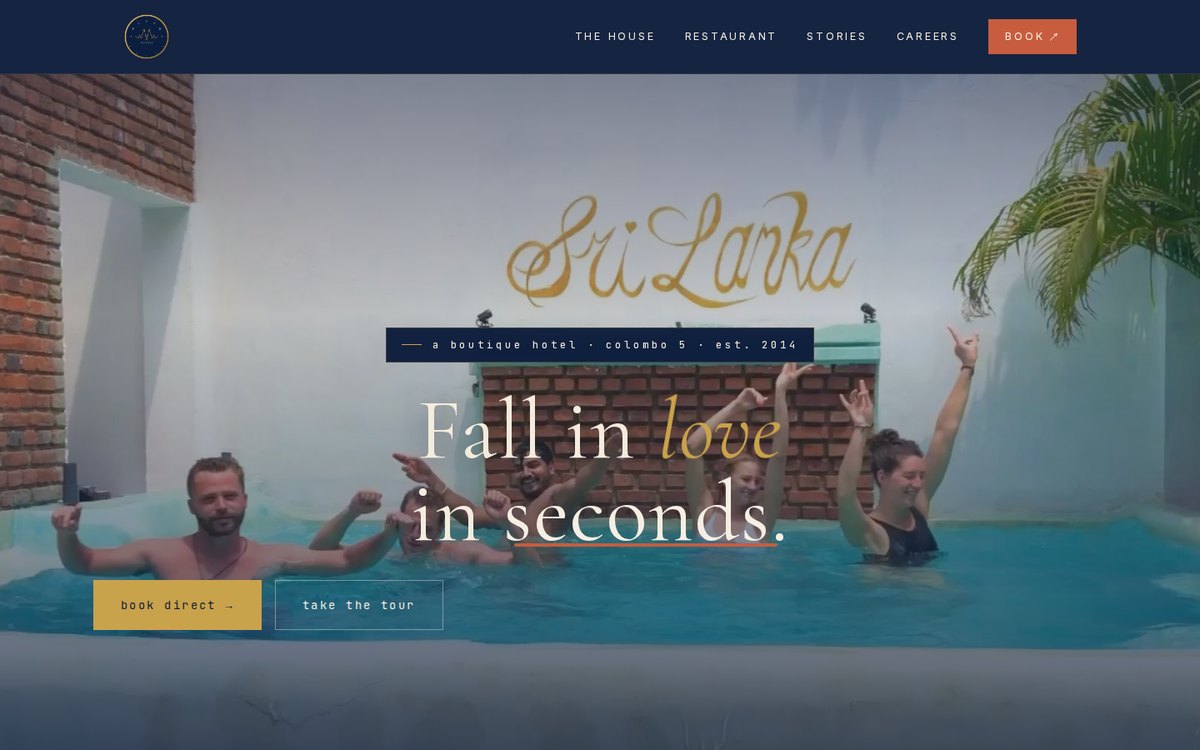 THE HOUSE
RESTAURANT
STORIES
CAREERS
BOOK ↗
Sri Lanka
a boutique hotel · colombo 5 · est. 2014
Fall in love
in seconds.
book direct →
take the tour